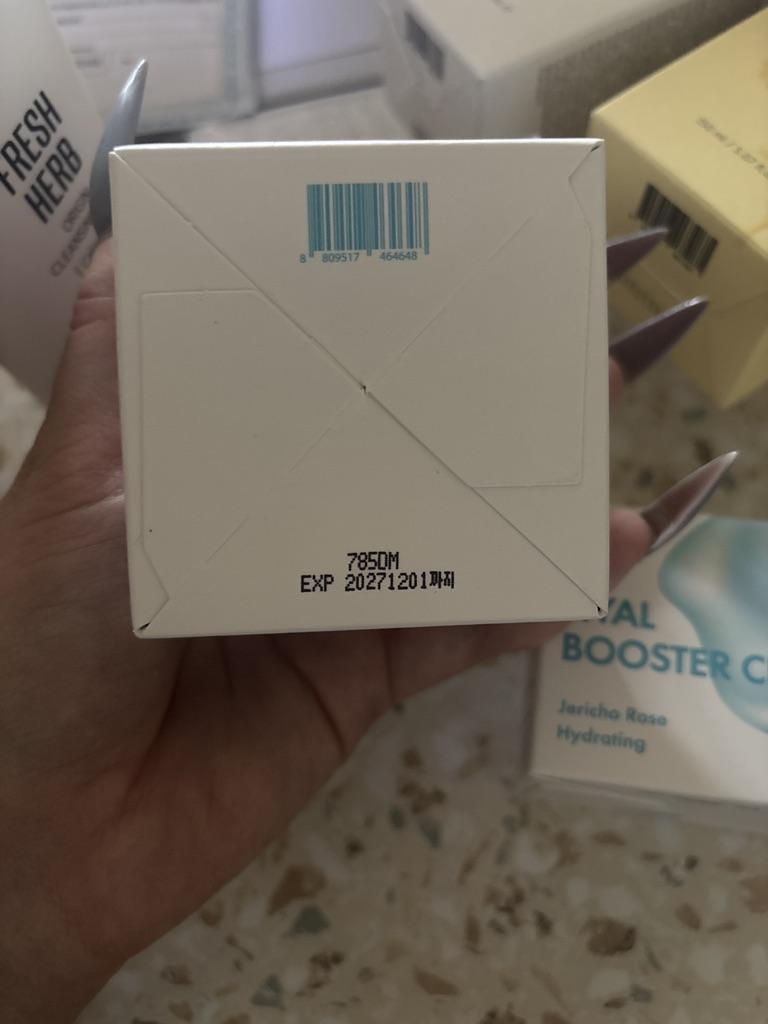 FRESH
HERB
8 809517 464648
785DM
EXP 20271201까지
BOOSTER
Jericho Rose
Hydrating